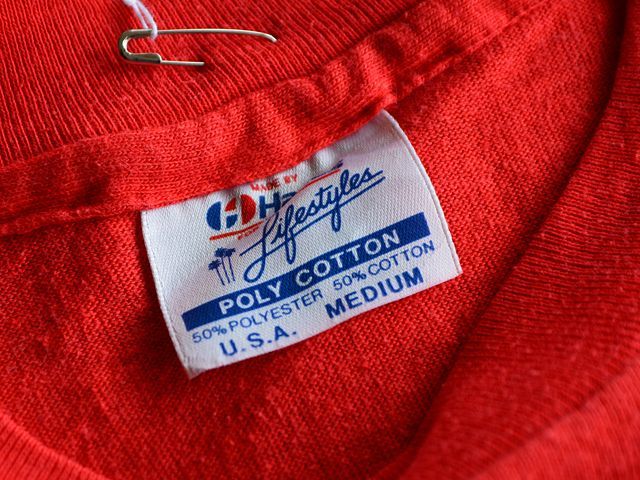 MADE BY
Lifestyles
POLY COTTON
50% POLYESTER 50% COTTON
U.S.A. MEDIUM